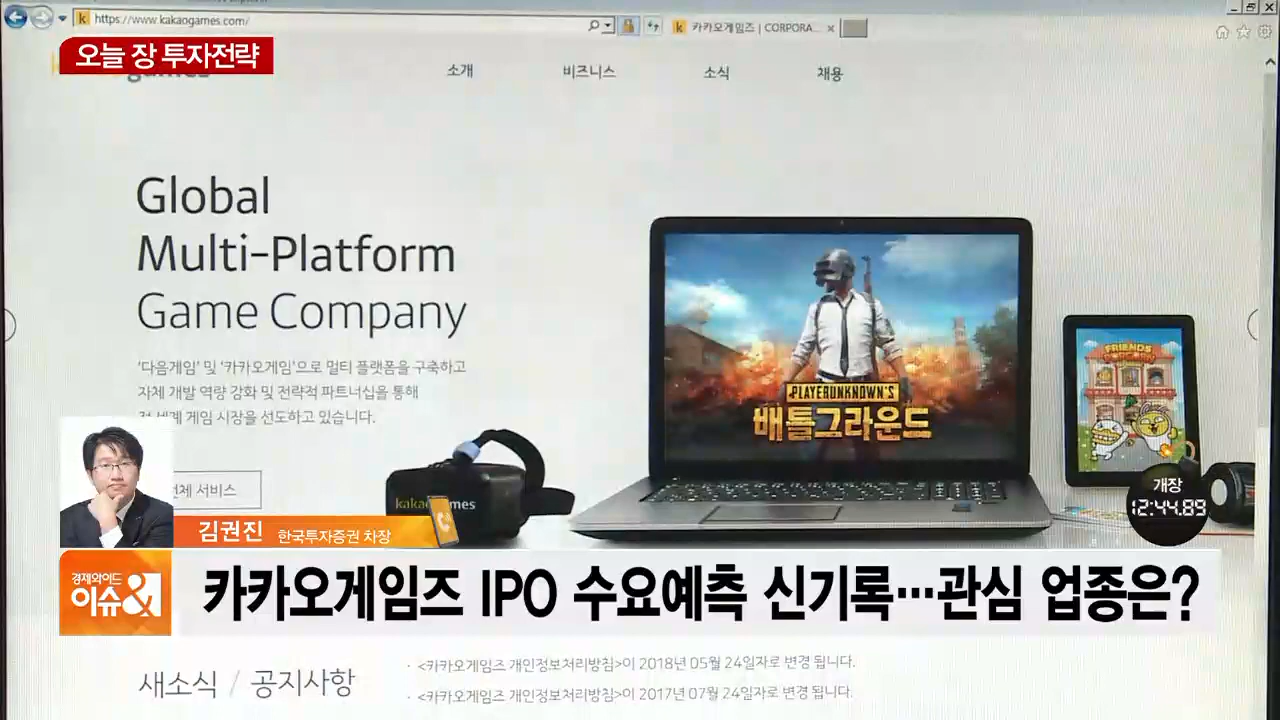 https://www.kakaogames.com/
카카오게임즈 | CORPORA...
오늘 장 투자전략
소개
비즈니스
소식
채용
Global
Multi-Platform
Game Company
'다음게임' 및 '카카오게임'으로 멀티 플랫폼을 구축하고
자체 개발 역량 강화 및 전략적 파트너십을 통해
전 세계 게임 시장을 선도하고 있습니다.
전체 서비스
PLAYERUNKNOWN'S
배틀그라운드
FRIENDS
POPCORN
kakaogames
개장
12:44.89
김권진 한국투자증권 차장
경제와이드
이슈&
카카오게임즈 IPO 수요예측 신기록…관심 업종은?
새소식 / 공지사항
· <카카오게임즈 개인정보처리방침>이 2018년 05월 24일자로 변경 됩니다.
· <카카오게임즈 개인정보처리방침>이 2017년 07월 24일자로 변경 됩니다.